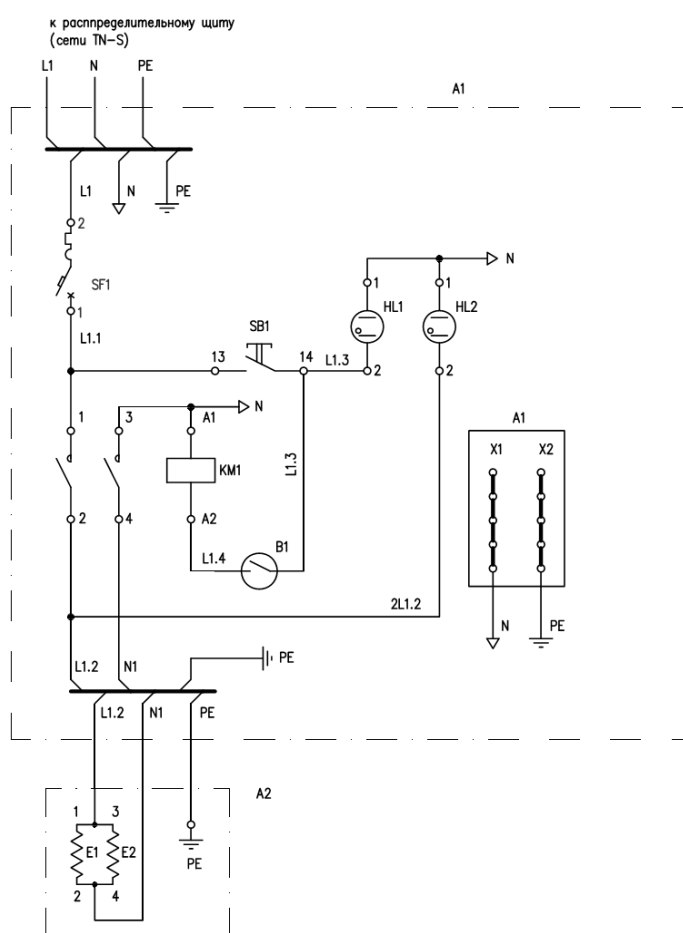 к распределительному щиту
(сети TN-S)
L1 N PE
A1
L1 N PE
2
SF1
1
L1.1
N
1 1
HL1 HL2
SB1
13 14 L1.3 2 2
1 3 A1 N
KM1
L1.3
2 4 A2
L1.4 B1
A1
X1 X2
N PE
2L1.2
L1.2 N1 PE
L1.2 N1 PE
A2
1 3
E1 E2
2 4
PE